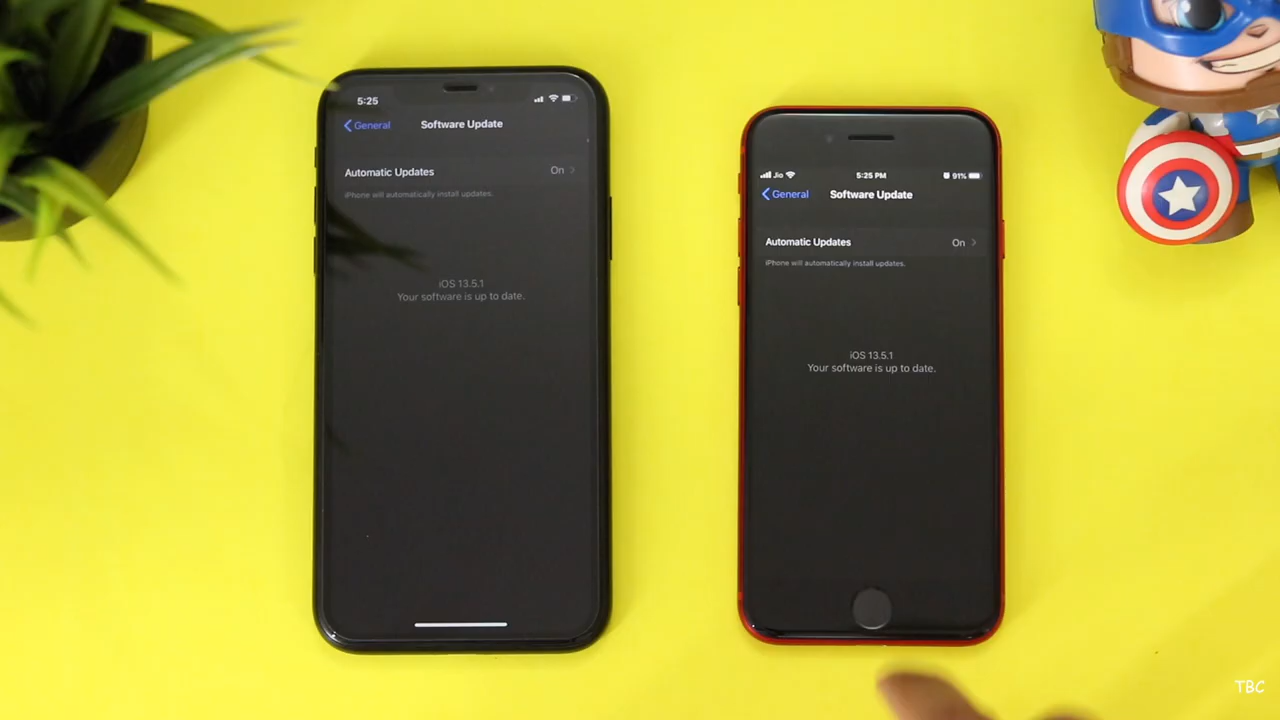 5:25
General
Software Update
Automatic Updates
On
iPhone will automatically install updates.
iOS 13.5.1
Your software is up to date.
Jio
5:25 PM
91%
General
Software Update
Automatic Updates
On
iPhone will automatically install updates.
iOS 13.5.1
Your software is up to date.
TBC